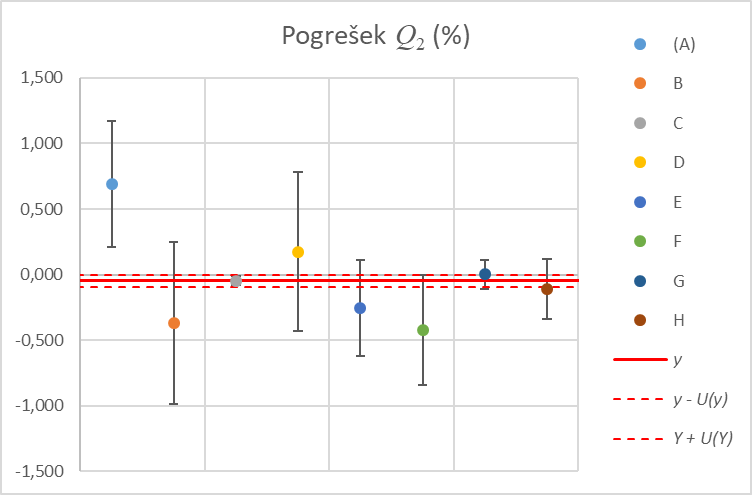 Pogrešek Q₂ (%)
1,500
1,000
0,500
0,000
-0,500
-1,000
-1,500
(A)
B
C
D
E
F
G
H
y
y - U(y)
Y + U(Y)